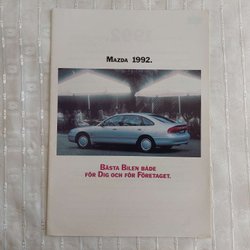 MAZDA 1992.
BÄSTA BILEN BÅDE
FÖR DIG OCH FÖR FÖRETAGET.